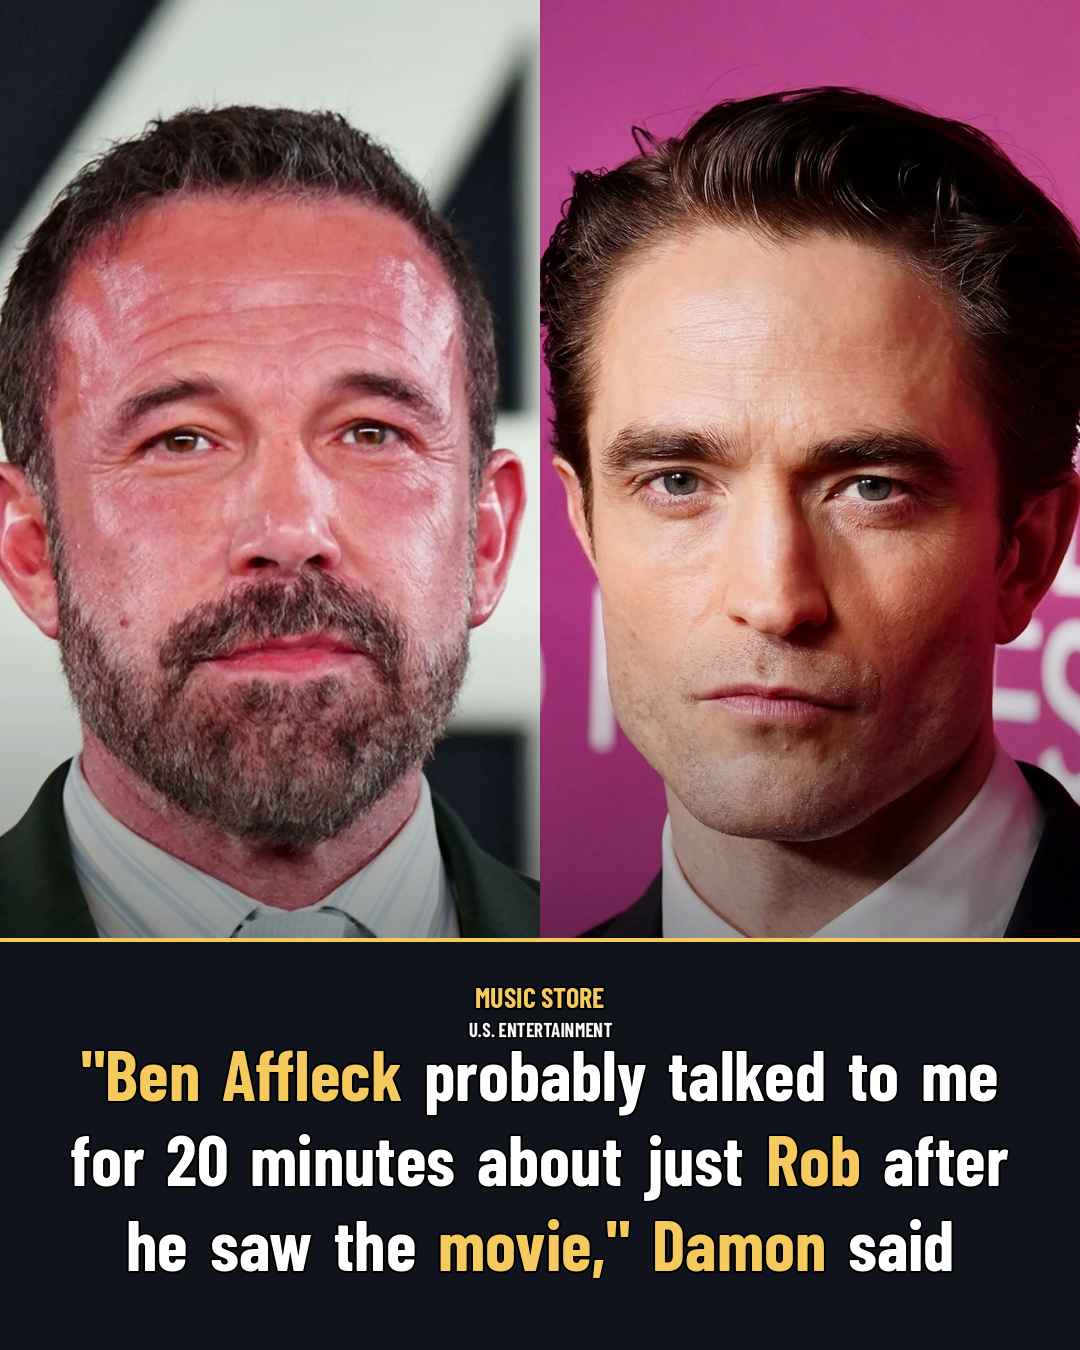 MUSIC STORE
U.S. ENTERTAINMENT
"Ben Affleck probably talked to me
for 20 minutes about just Rob after
he saw the movie," Damon said